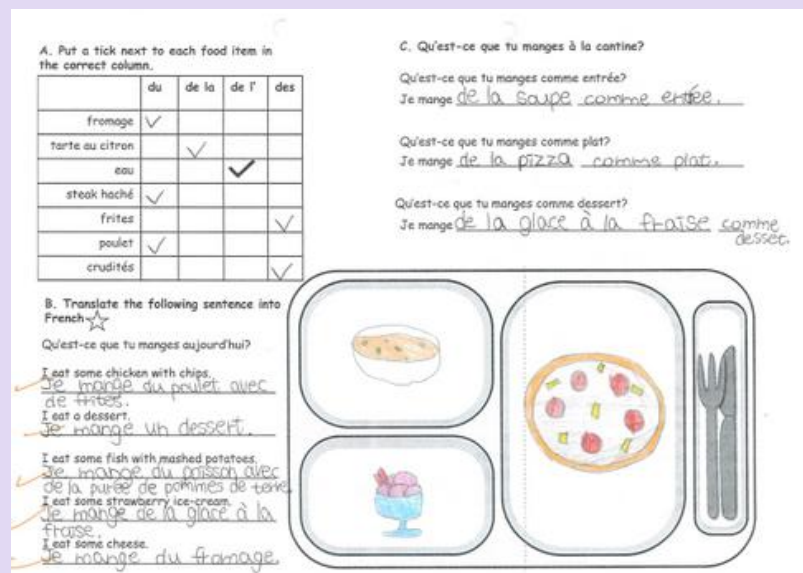 A. Put a tick next to each food item in
the correct column.
du de la de l' des
fromage
tarte au citron
eau
steak haché
frites
poulet
crudités
B. Translate the following sentence into
French
Qu'est-ce que tu manges aujourd'hui?
I eat some chicken with chips.
Je mange du poulet avec
de frites.
I eat a dessert.
Je mange un dessert.
I eat some fish with mashed potatoes.
Je mange du poisson avec
de la purée de pommes de terre.
I eat some strawberry ice-cream.
Je mange de la glace à la
fraise.
I eat some cheese.
Je mange du fromage.
C. Qu'est-ce que tu manges à la cantine?
Qu'est-ce que tu manges comme entrée?
Je mange de la soupe comme entrée.
Qu'est-ce que tu manges comme plat?
Je mange de la pizza comme plat.
Qu'est-ce que tu manges comme dessert?
Je mange de la glace à la fraise comme
desset.